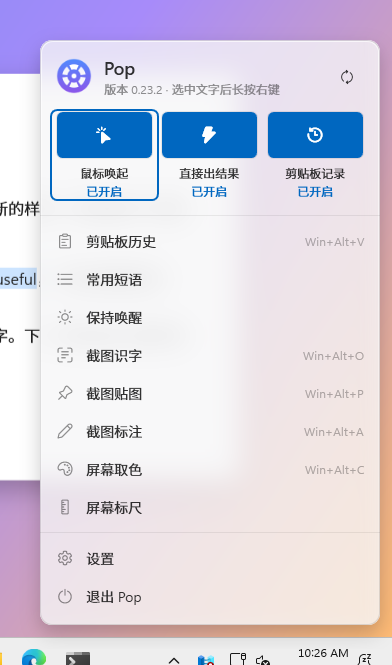 Pop
版本 0.23.2 · 选中文字后长按右键
鼠标唤起 直接出结果 剪贴板记录
已开启 已开启 已开启
新的样
剪贴板历史 Win+Alt+V
useful
常用短语
保持唤醒
字。下
截图识字 Win+Alt+O
截图贴图 Win+Alt+P
截图标注 Win+Alt+A
屏幕取色 Win+Alt+C
屏幕标尺
设置
退出 Pop
10:26 AM